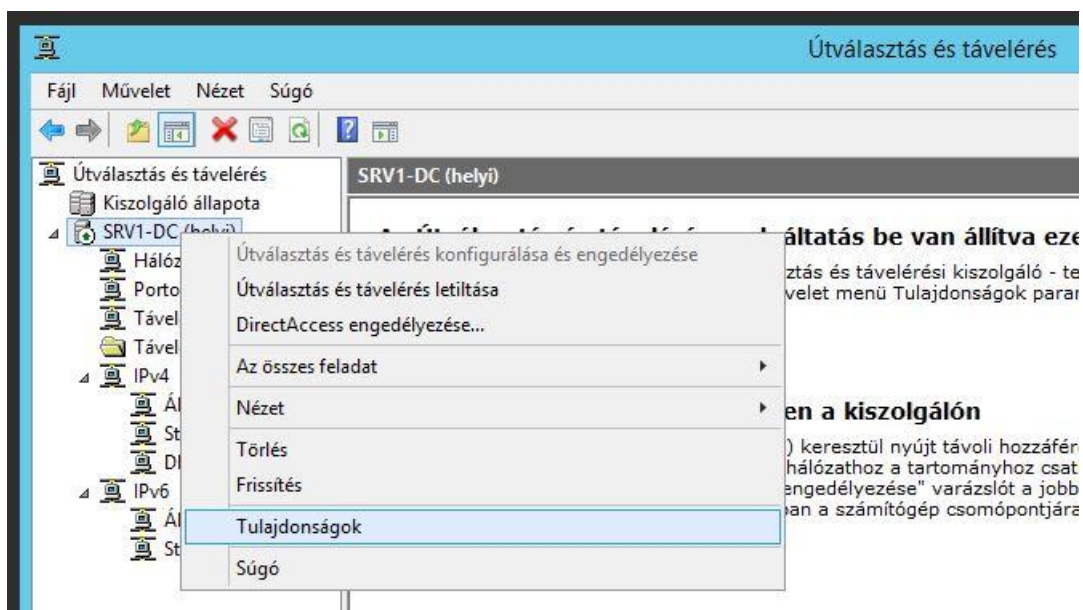 Útválasztás és távelérés
Fájl Művelet Nézet Súgó
Útválasztás és távelérés
Kiszolgáló állapota
SRV1-DC (helyi)
Hálóz
Porto
Tável
Tável
IPv4
Ál
St
IPv6
Ál
St
SRV1-DC (helyi)
áltatás be van állítva eze
ztás és távelérési kiszolgáló - te
velet menü Tulajdonságok parar
en a kiszolgálón
) keresztül nyújt távoli hozzáfér
hálózathoz a tartományhoz csat
engedélyezése" varázslót a jobb
an a számítógép csomópontjára
Útválasztás és távelérés konfigurálása és engedélyezése
Útválasztás és távelérés letiltása
DirectAccess engedélyezése...
Az összes feladat
Nézet
Törlés
Frissítés
Tulajdonságok
Súgó